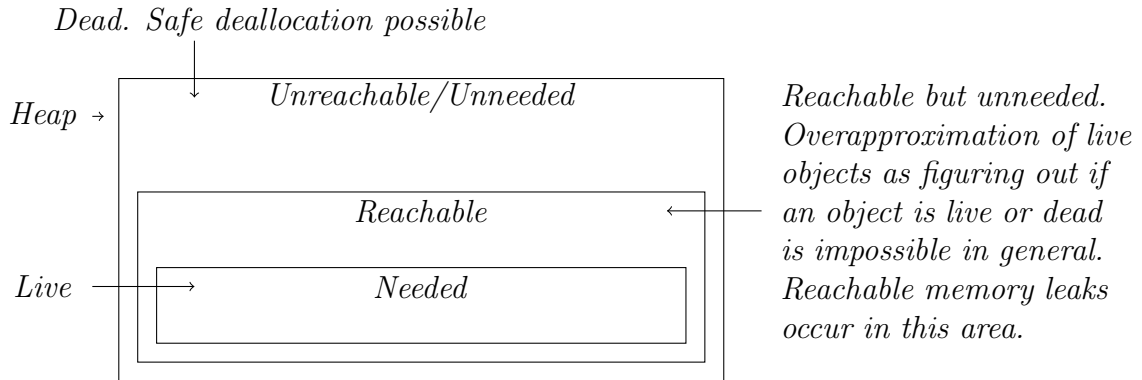 Dead. Safe deallocation possible
Unreachable/Unneeded
Heap
Reachable but unneeded.
Overapproximation of live
objects as figuring out if
an object is live or dead
is impossible in general.
Reachable memory leaks
occur in this area.
Reachable
Live
Needed